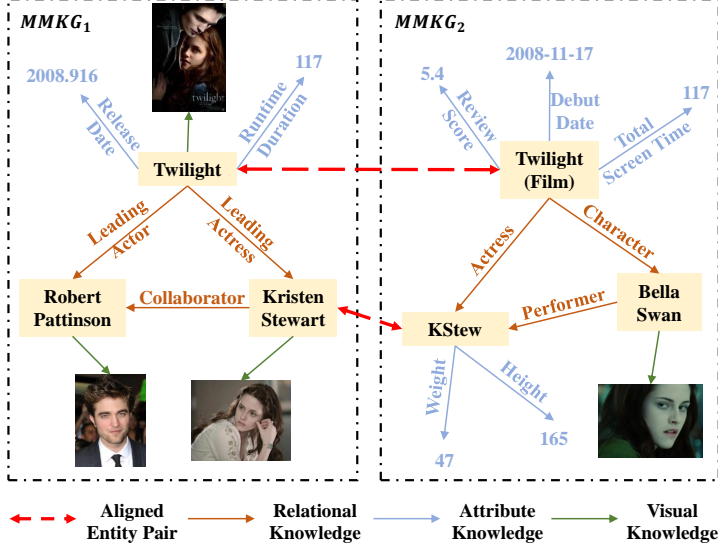 MMKG1
MMKG2
2008.916
117
Release
Date
Runtime
Duration
twilight
Twilight
Leading
Actor
Leading
Actress
Robert
Pattinson
Collaborator
Kristen
Stewart
2008-11-17
5.4
117
Review
Score
Debut
Date
Total
Screen Time
Twilight
(Film)
Actress
Character
KStew
Performer
Bella
Swan
Weight
Height
47
165
Aligned
Entity Pair
Relational
Knowledge
Attribute
Knowledge
Visual
Knowledge